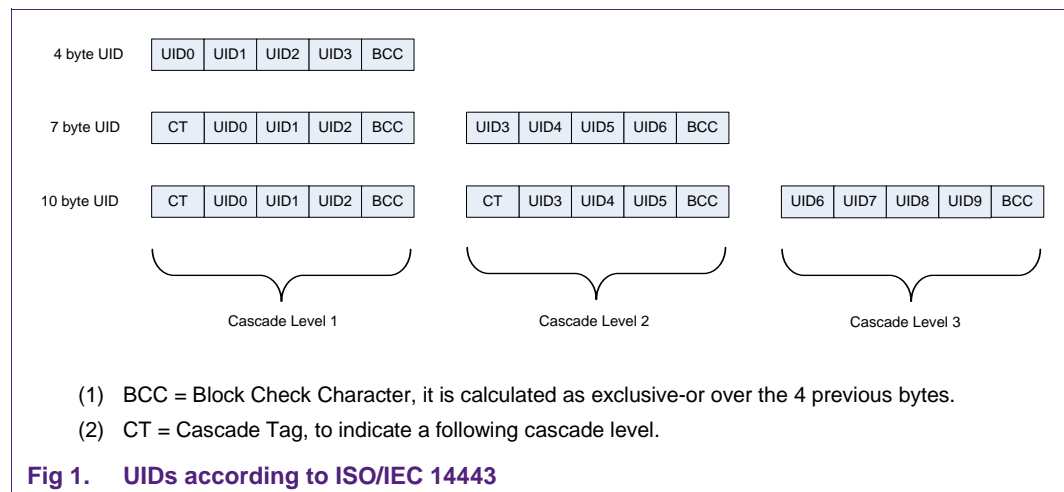 4 byte UID UID0 UID1 UID2 UID3 BCC
7 byte UID CT UID0 UID1 UID2 BCC UID3 UID4 UID5 UID6 BCC
10 byte UID CT UID0 UID1 UID2 BCC CT UID3 UID4 UID5 BCC UID6 UID7 UID8 UID9 BCC
Cascade Level 1 Cascade Level 2 Cascade Level 3
(1) BCC = Block Check Character, it is calculated as exclusive-or over the 4 previous bytes.
(2) CT = Cascade Tag, to indicate a following cascade level.
Fig 1. UIDs according to ISO/IEC 14443